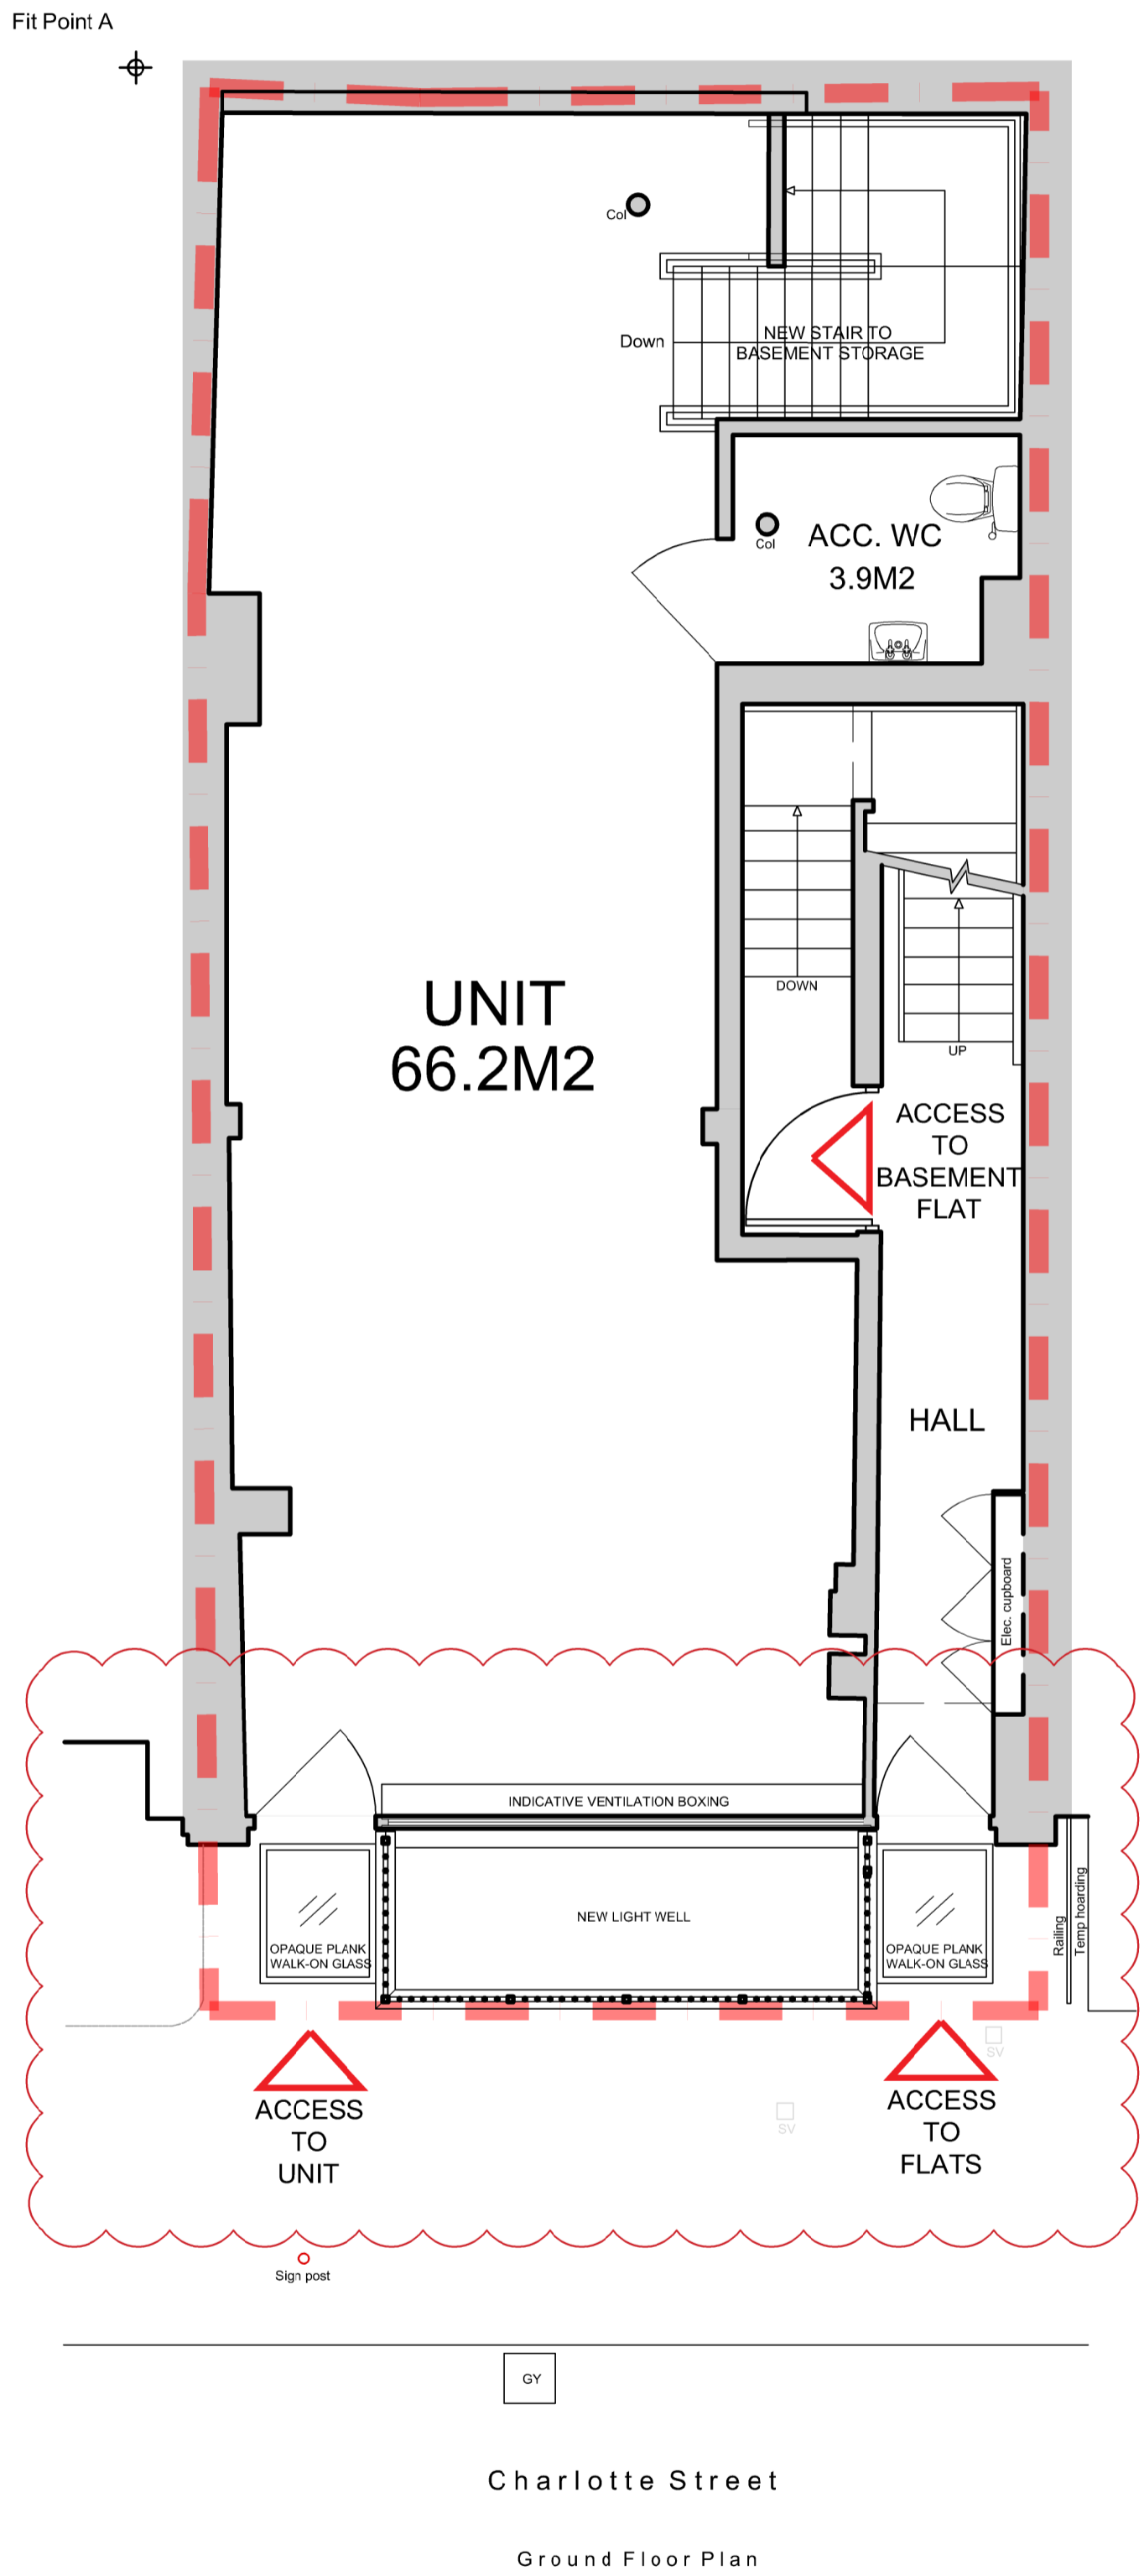 Fit Point A
Col
Down
NEW STAIR TO
BASEMENT STORAGE
Col
ACC. WC
3.9M2
DOWN
UP
UNIT
66.2M2
ACCESS
TO
BASEMENT
FLAT
HALL
Elec. cupboard
INDICATIVE VENTILATION BOXING
NEW LIGHT WELL
OPAQUE PLANK
WALK-ON GLASS
OPAQUE PLANK
WALK-ON GLASS
Railing
Temp hoarding
SV
SV
ACCESS
TO
UNIT
ACCESS
TO
FLATS
Sign post
GY
Charlotte Street
Ground Floor Plan